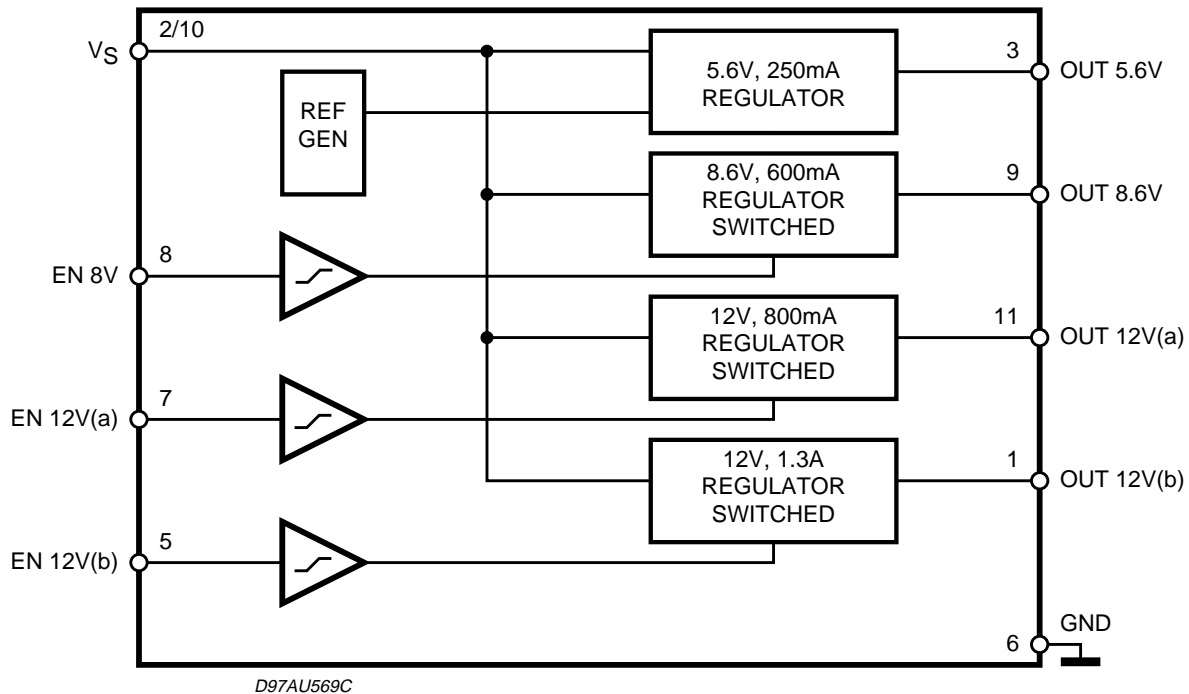 2/10
VS
5.6V, 250mA
REGULATOR
3
OUT 5.6V
REF
GEN
8.6V, 600mA
REGULATOR
SWITCHED
9
OUT 8.6V
8
EN 8V
12V, 800mA
REGULATOR
SWITCHED
11
OUT 12V(a)
7
EN 12V(a)
12V, 1.3A
REGULATOR
SWITCHED
1
OUT 12V(b)
5
EN 12V(b)
6
GND
D97AU569C